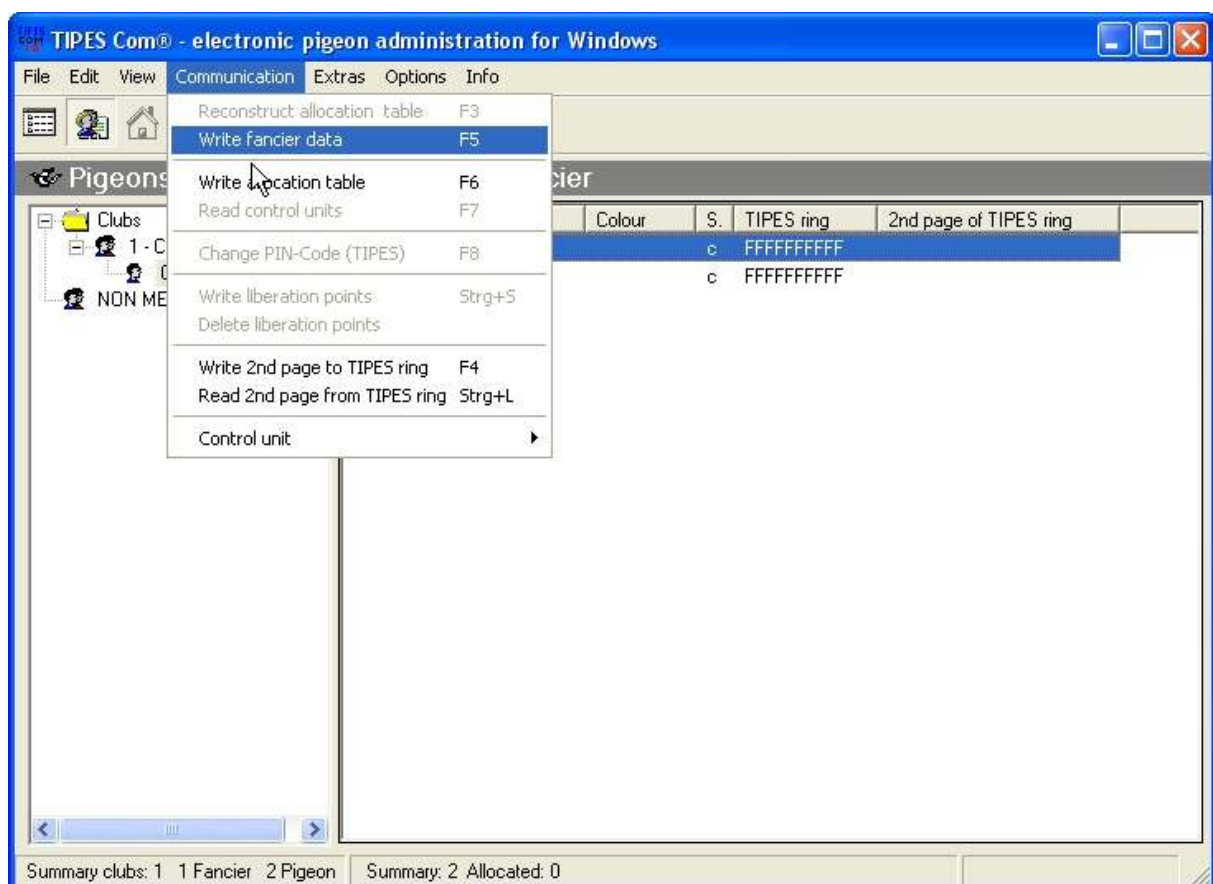 TIPES Com® - electronic pigeon administration for Windows
File Edit View Communication Extras Options Info
Reconstruct allocation table F3
Write fancier data F5
Pigeons cier
Write allocation table F6
Read control units F7
Clubs Colour S. TIPES ring 2nd page of TIPES ring
1 - C Change PIN-Code (TIPES) F8 c FFFFFFFFFF
c FFFFFFFFFF
NON ME Write liberation points Strg+S
Delete liberation points
Write 2nd page to TIPES ring F4
Read 2nd page from TIPES ring Strg+L
Control unit
Summary clubs: 1 1 Fancier 2 Pigeon Summary: 2 Allocated: 0